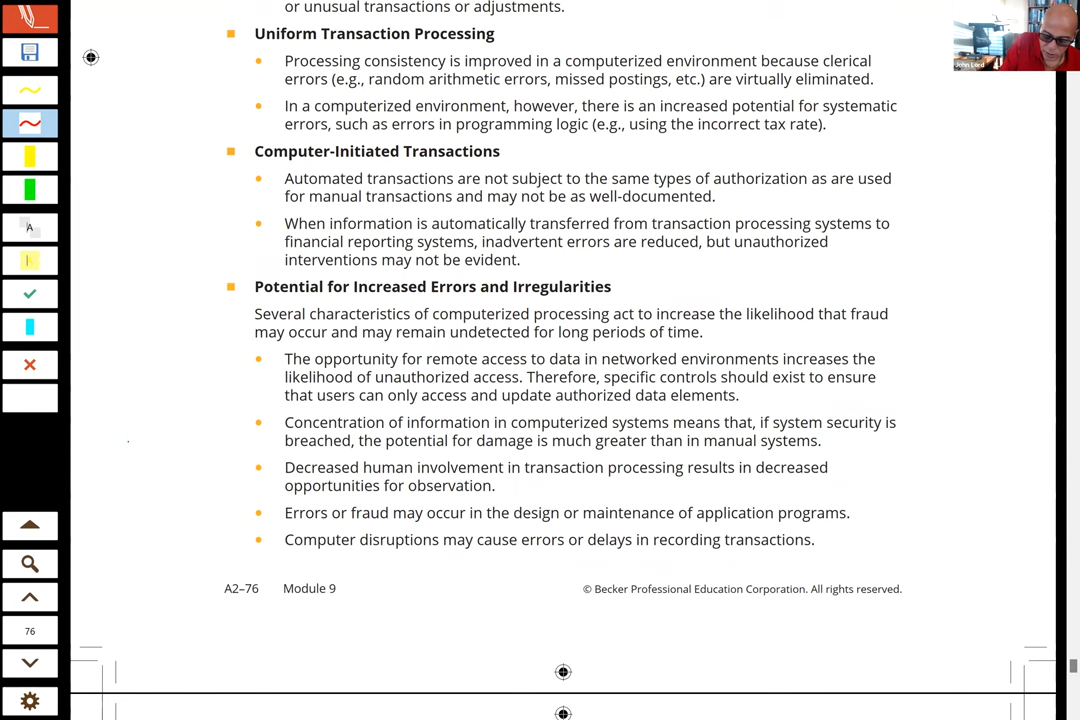 or unusual transactions or adjustments.
Uniform Transaction Processing
Processing consistency is improved in a computerized environment because clerical
errors (e.g., random arithmetic errors, missed postings, etc.) are virtually eliminated.
In a computerized environment, however, there is an increased potential for systematic
errors, such as errors in programming logic (e.g., using the incorrect tax rate).
Computer-Initiated Transactions
Automated transactions are not subject to the same types of authorization as are used
for manual transactions and may not be as well-documented.
When information is automatically transferred from transaction processing systems to
financial reporting systems, inadvertent errors are reduced, but unauthorized
interventions may not be evident.
Potential for Increased Errors and Irregularities
Several characteristics of computerized processing act to increase the likelihood that fraud
may occur and may remain undetected for long periods of time.
The opportunity for remote access to data in networked environments increases the
likelihood of unauthorized access. Therefore, specific controls should exist to ensure
that users can only access and update authorized data elements.
Concentration of information in computerized systems means that, if system security is
breached, the potential for damage is much greater than in manual systems.
Decreased human involvement in transaction processing results in decreased
opportunities for observation.
Errors or fraud may occur in the design or maintenance of application programs.
Computer disruptions may cause errors or delays in recording transactions.
A2–76 Module 9 © Becker Professional Education Corporation. All rights reserved.
A
76
John Lord